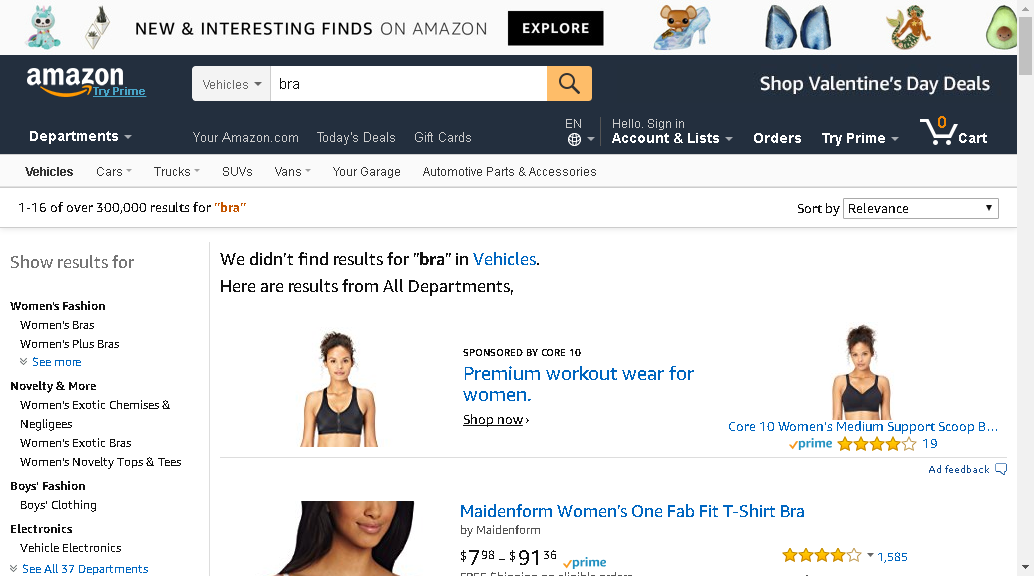 NEW & INTERESTING FINDS ON AMAZON EXPLORE
amazon
Try Prime
Vehicles bra
Shop Valentine's Day Deals
Departments
Your Amazon.com Today's Deals Gift Cards
EN
Hello. Sign in
Account & Lists
Orders
Try Prime
0
Cart
Vehicles Cars Trucks SUVs Vans Your Garage Automotive Parts & Accessories
1-16 of over 300,000 results for "bra"
Sort by Relevance
Show results for
Women's Fashion
Women's Bras
Women's Plus Bras
See more
Novelty & More
Women's Exotic Chemises &
Negligees
Women's Exotic Bras
Women's Novelty Tops & Tees
Boys' Fashion
Boys' Clothing
Electronics
Vehicle Electronics
See All 37 Departments
We didn't find results for "bra" in Vehicles.
Here are results from All Departments,
SPONSORED BY CORE 10
Premium workout wear for
women.
Shop now ›
Core 10 Women's Medium Support Scoop B...
prime 19
Ad feedback
Maidenform Women's One Fab Fit T-Shirt Bra
by Maidenform
$7 98 - $91 36 prime
1,585
FREE Shipping on eligible orders